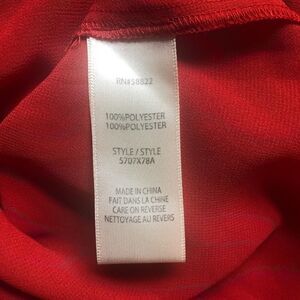 RN#58822
100%POLYESTER
100%POLYESTER
STYLE / STYLE
5707X78A
MADE IN CHINA
FAIT DANS LA CHINE
CARE ON REVERSE
NETTOYAGE AU REVERS